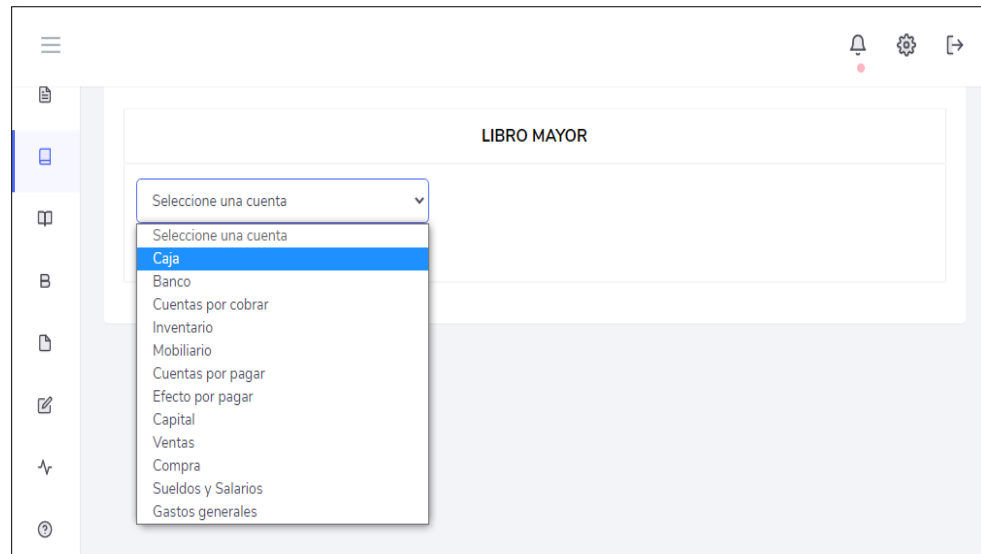 LIBRO MAYOR
Seleccione una cuenta
Seleccione una cuenta
Caja
Banco
Cuentas por cobrar
Inventario
Mobiliario
Cuentas por pagar
Efecto por pagar
Capital
Ventas
Compra
Sueldos y Salarios
Gastos generales